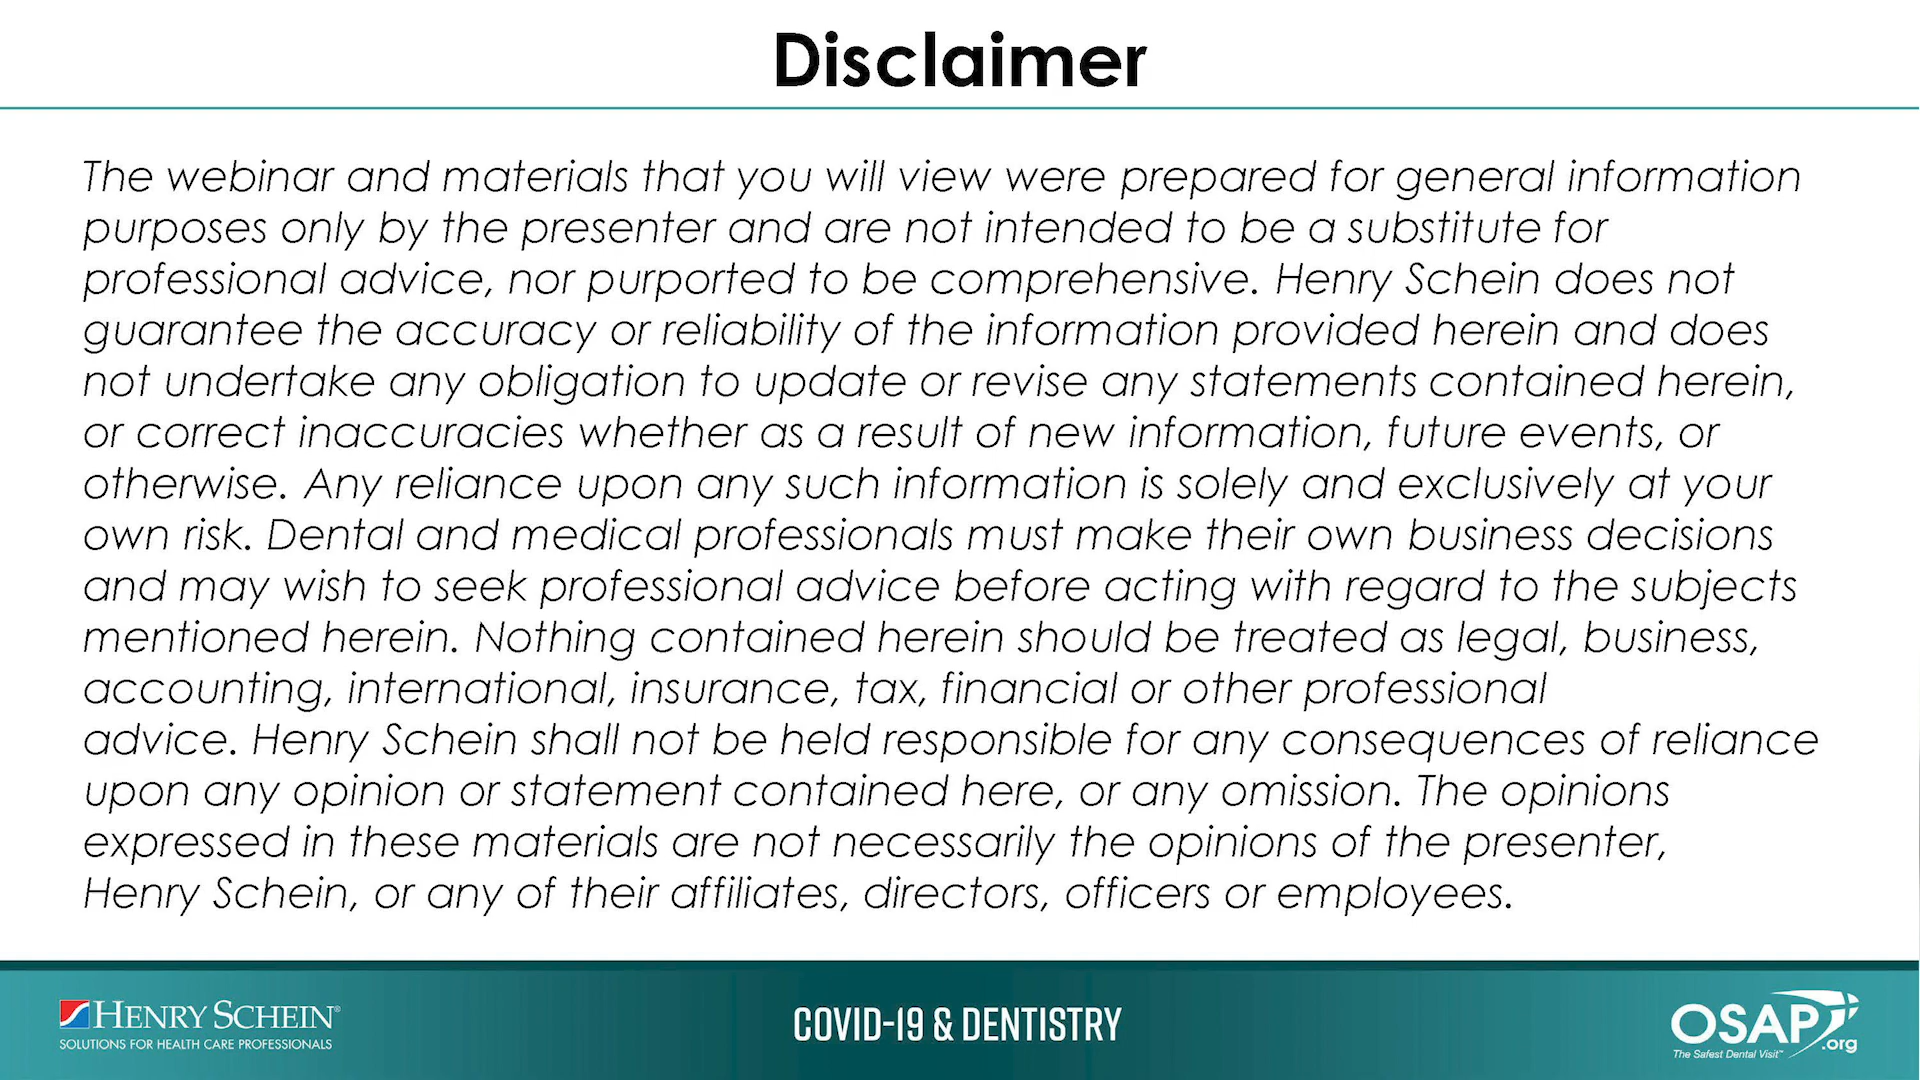 Disclaimer
The webinar and materials that you will view were prepared for general information
purposes only by the presenter and are not intended to be a substitute for
professional advice, nor purported to be comprehensive. Henry Schein does not
guarantee the accuracy or reliability of the information provided herein and does
not undertake any obligation to update or revise any statements contained herein,
or correct inaccuracies whether as a result of new information, future events, or
otherwise. Any reliance upon any such information is solely and exclusively at your
own risk. Dental and medical professionals must make their own business decisions
and may wish to seek professional advice before acting with regard to the subjects
mentioned herein. Nothing contained herein should be treated as legal, business,
accounting, international, insurance, tax, financial or other professional
advice. Henry Schein shall not be held responsible for any consequences of reliance
upon any opinion or statement contained here, or any omission. The opinions
expressed in these materials are not necessarily the opinions of the presenter,
Henry Schein, or any of their affiliates, directors, officers or employees.
HENRY SCHEIN®
SOLUTIONS FOR HEALTH CARE PROFESSIONALS
COVID-19 & DENTISTRY
OSAP
.org
The Safest Dental Visit™